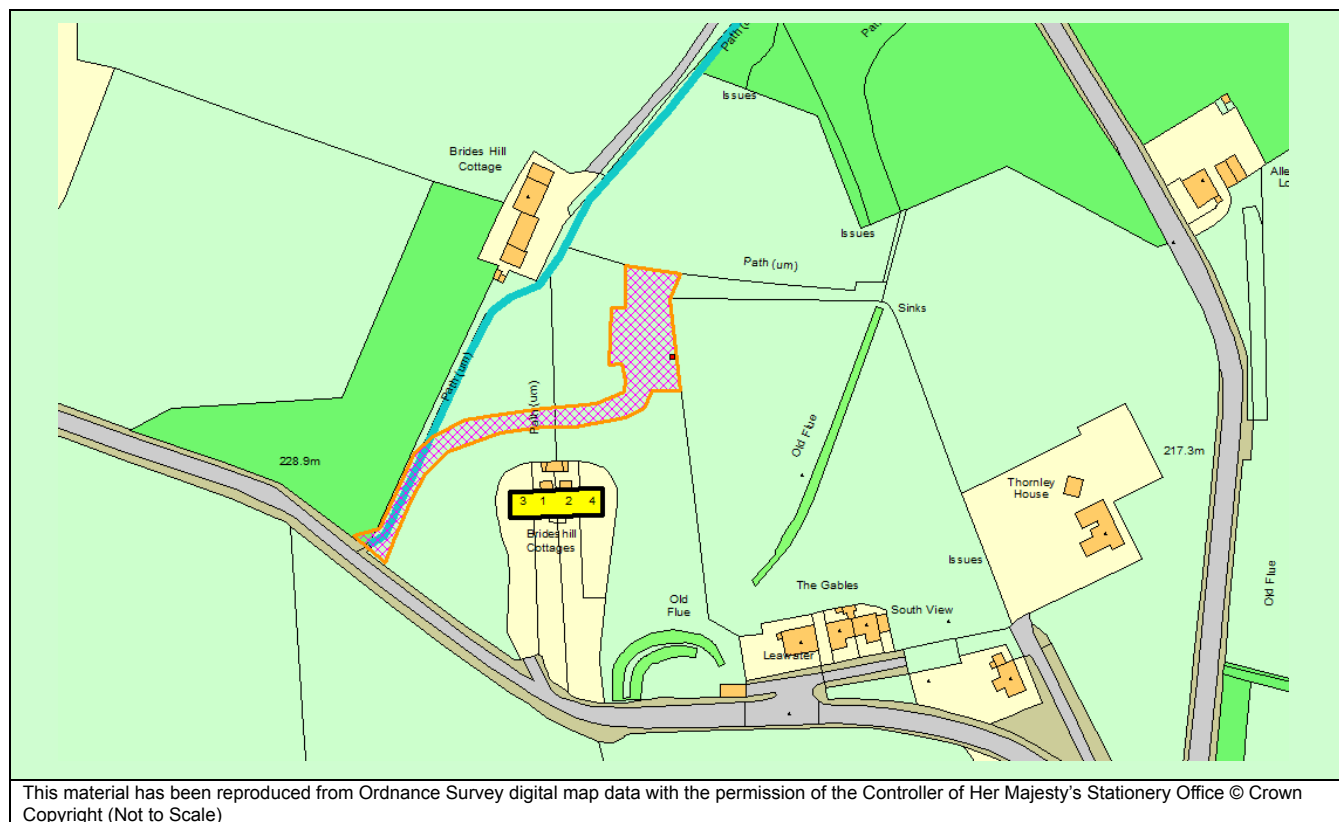 Path (u
Path
Issues
Brides Hill
Cottage
Alle
Lo
Issues
Path (um)
Sinks
Path (um)
Path (um)
Old Flue
228.9m
217.3m
Thornley
House
3 1 2 4
Brideshill
Cottages
Issues
The Gables
Old
Flue
South View
Old Flue
Leawater
This material has been reproduced from Ordnance Survey digital map data with the permission of the Controller of Her Majesty's Stationery Office © Crown
Copyright (Not to Scale)